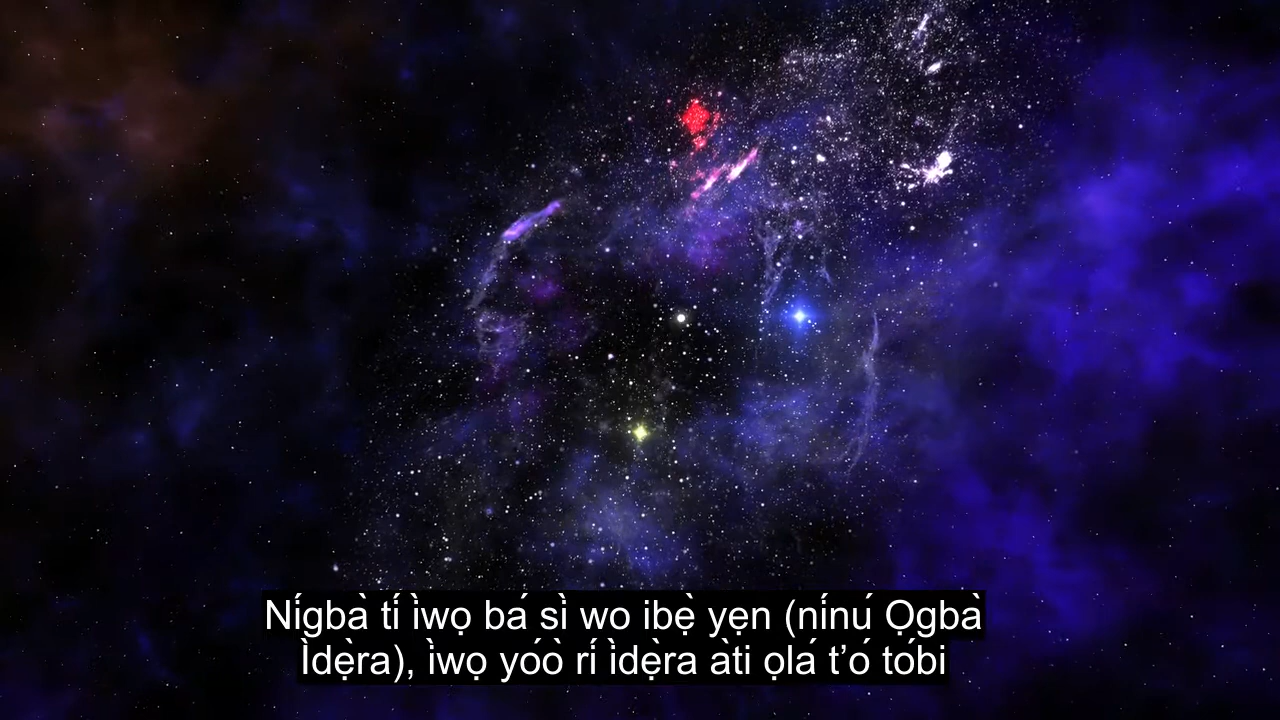 Nígbà tí ìwọ bá sì wo ibẹ̀ yẹn (nínú Ọgbà
Ìdẹ̀ra), ìwọ yóò rí ìdẹ̀ra àti ọlá t’ó tóbi